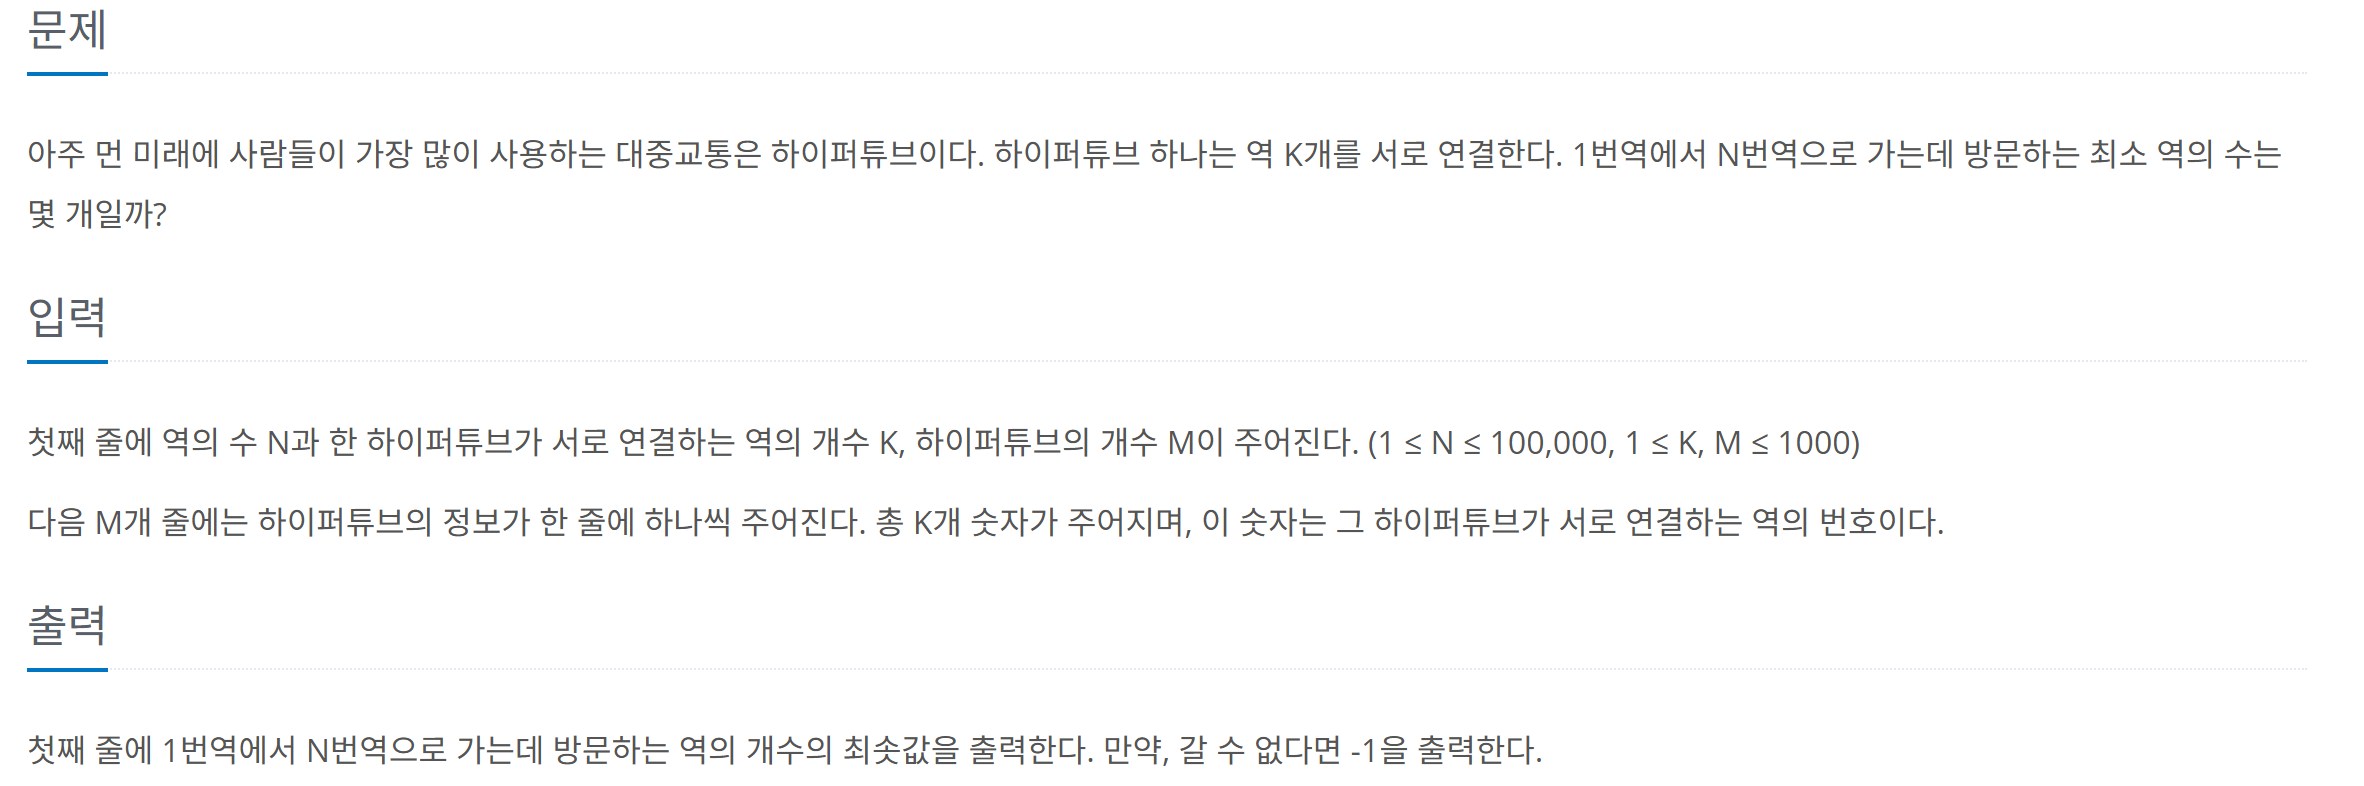 문제
아주 먼 미래에 사람들이 가장 많이 사용하는 대중교통은 하이퍼튜브이다. 하이퍼튜브 하나는 역 K개를 서로 연결한다. 1번역에서 N번역으로 가는데 방문하는 최소 역의 수는
몇 개일까?
입력
첫째 줄에 역의 수 N과 한 하이퍼튜브가 서로 연결하는 역의 개수 K, 하이퍼튜브의 개수 M이 주어진다. (1 ≤ N ≤ 100,000, 1 ≤ K, M ≤ 1000)
다음 M개 줄에는 하이퍼튜브의 정보가 한 줄에 하나씩 주어진다. 총 K개 숫자가 주어지며, 이 숫자는 그 하이퍼튜브가 서로 연결하는 역의 번호이다.
출력
첫째 줄에 1번역에서 N번역으로 가는데 방문하는 역의 개수의 최솟값을 출력한다. 만약, 갈 수 없다면 -1을 출력한다.